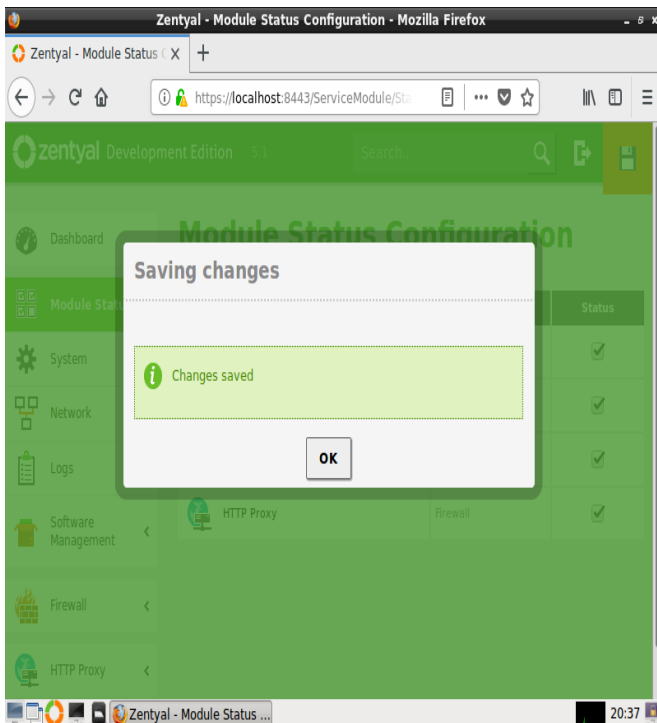 Zentyal - Module Status Configuration - Mozilla Firefox
Zentyal - Module Status
https://localhost:8443/ServiceModule/Sta
zentyal Development Edition 5.1
Search..
Dashboard
Module Status Configuration
Module Statu
Status
System
Network
Logs
Software
Management
Firewall
HTTP Proxy
Saving changes
Changes saved
OK
HTTP Proxy
Firewall
Zentyal - Module Status ...
20:37